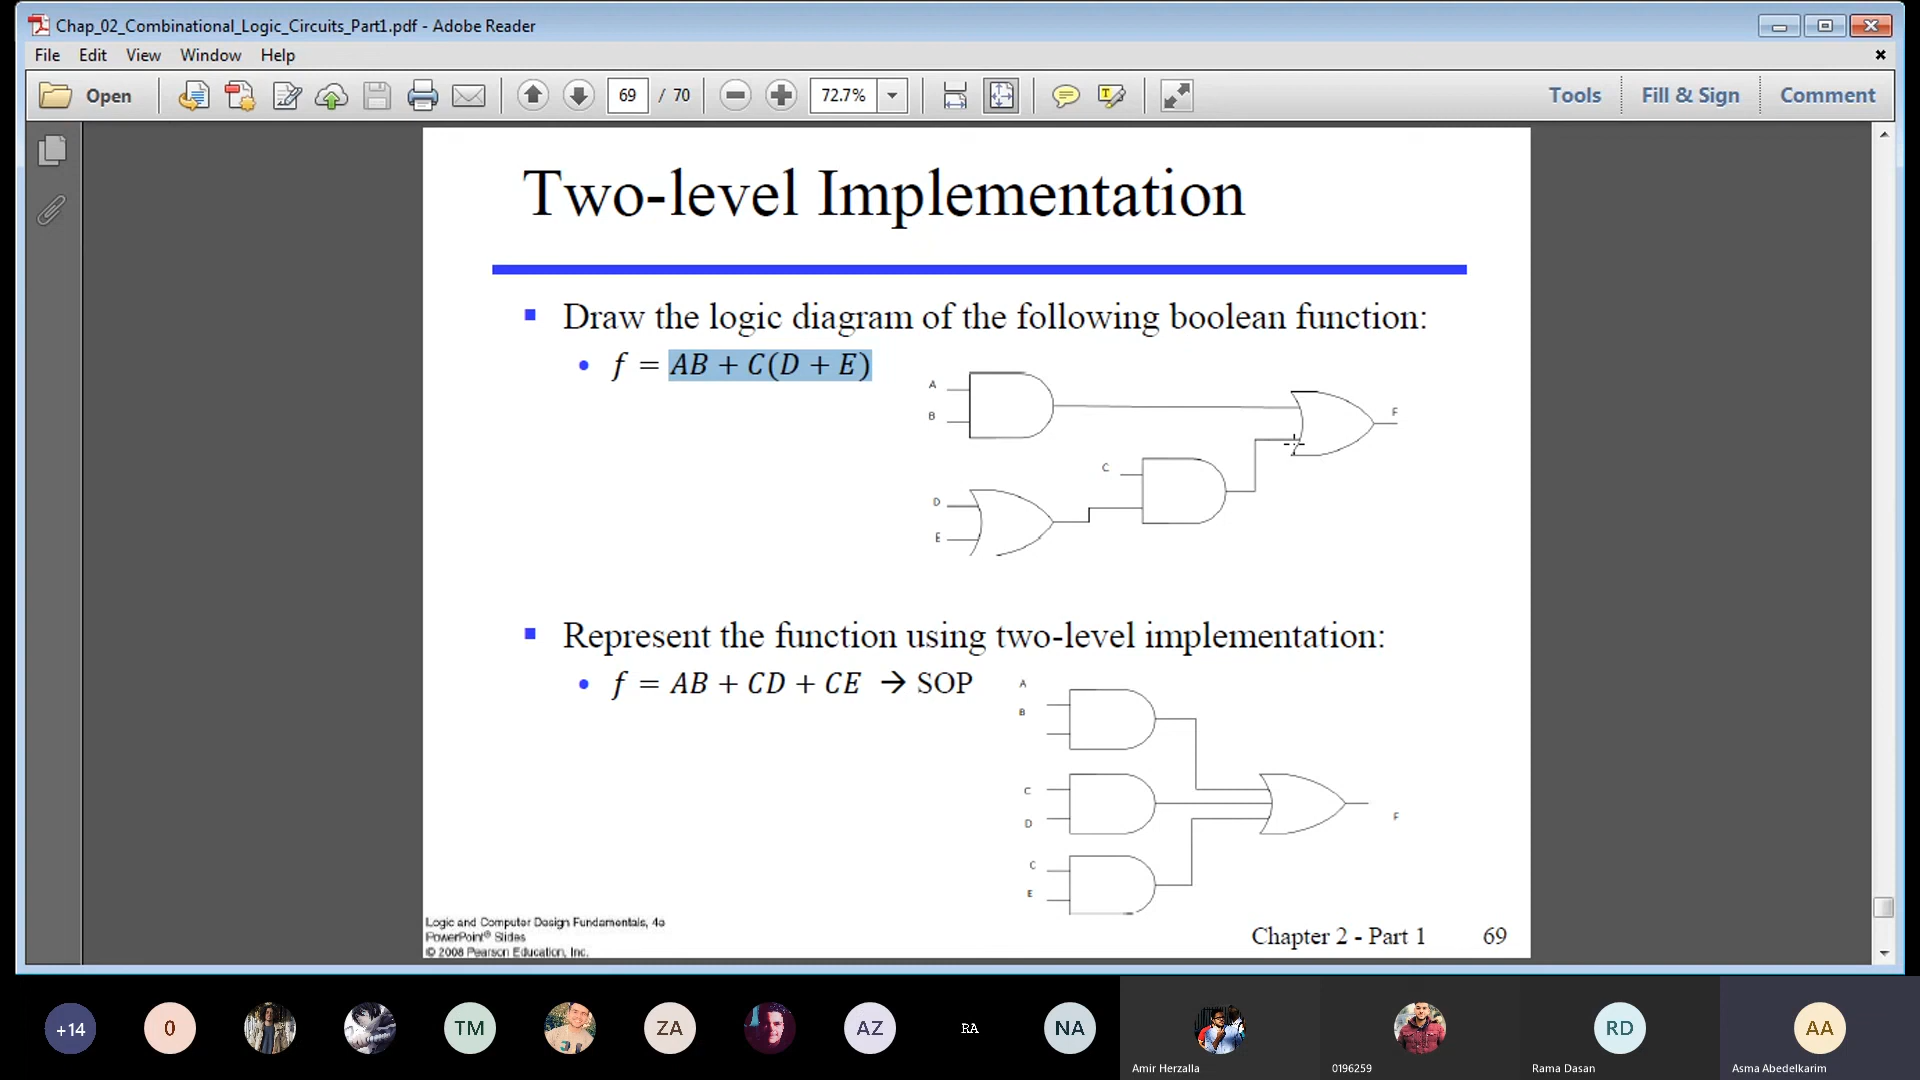 Chap_02_Combinational_Logic_Circuits_Part1.pdf - Adobe Reader
File Edit View Window Help
Open 69 / 70 72.7% Tools Fill & Sign Comment
Two-level Implementation
Draw the logic diagram of the following boolean function:
f = AB + C(D + E)
A
B
F
C
D
E
Represent the function using two-level implementation:
f = AB + CD + CE → SOP
A
B
C
D
F
C
E
Logic and Computer Design Fundamentals, 4e
PowerPoint® Slides
© 2008 Pearson Education, Inc.
Chapter 2 - Part 1 69
+14 0 TM ZA AZ RA NA RD AA
Amir Herzalla 0196259 Rama Dasan Asma Abedelkarim